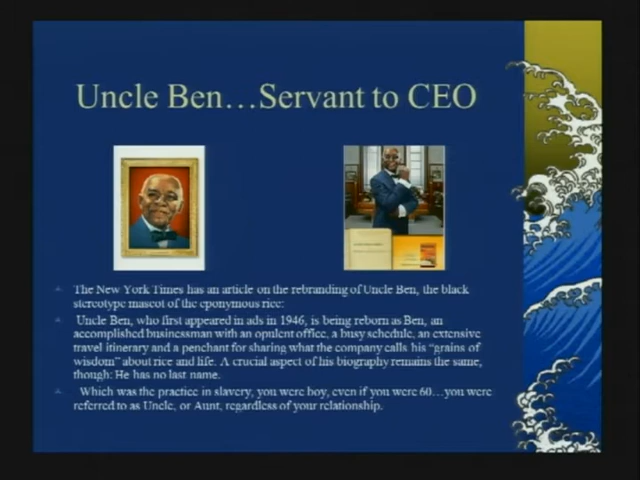 Uncle Ben…Servant to CEO
The New York Times has an article on the rebranding of Uncle Ben, the black
stereotype mascot of the eponymous rice:
Uncle Ben, who first appeared in ads in 1946, is being reborn as Ben, an
accomplished businessman with an opulent office, a busy schedule, an extensive
travel itinerary and a penchant for sharing what the company calls his “grains of
wisdom” about rice and life. A crucial aspect of his biography remains the same,
though: He has no last name.
Which was the practice in slavery, you were boy, even if you were 60…you were
referred to as Uncle, or Aunt, regardless of your relationship.